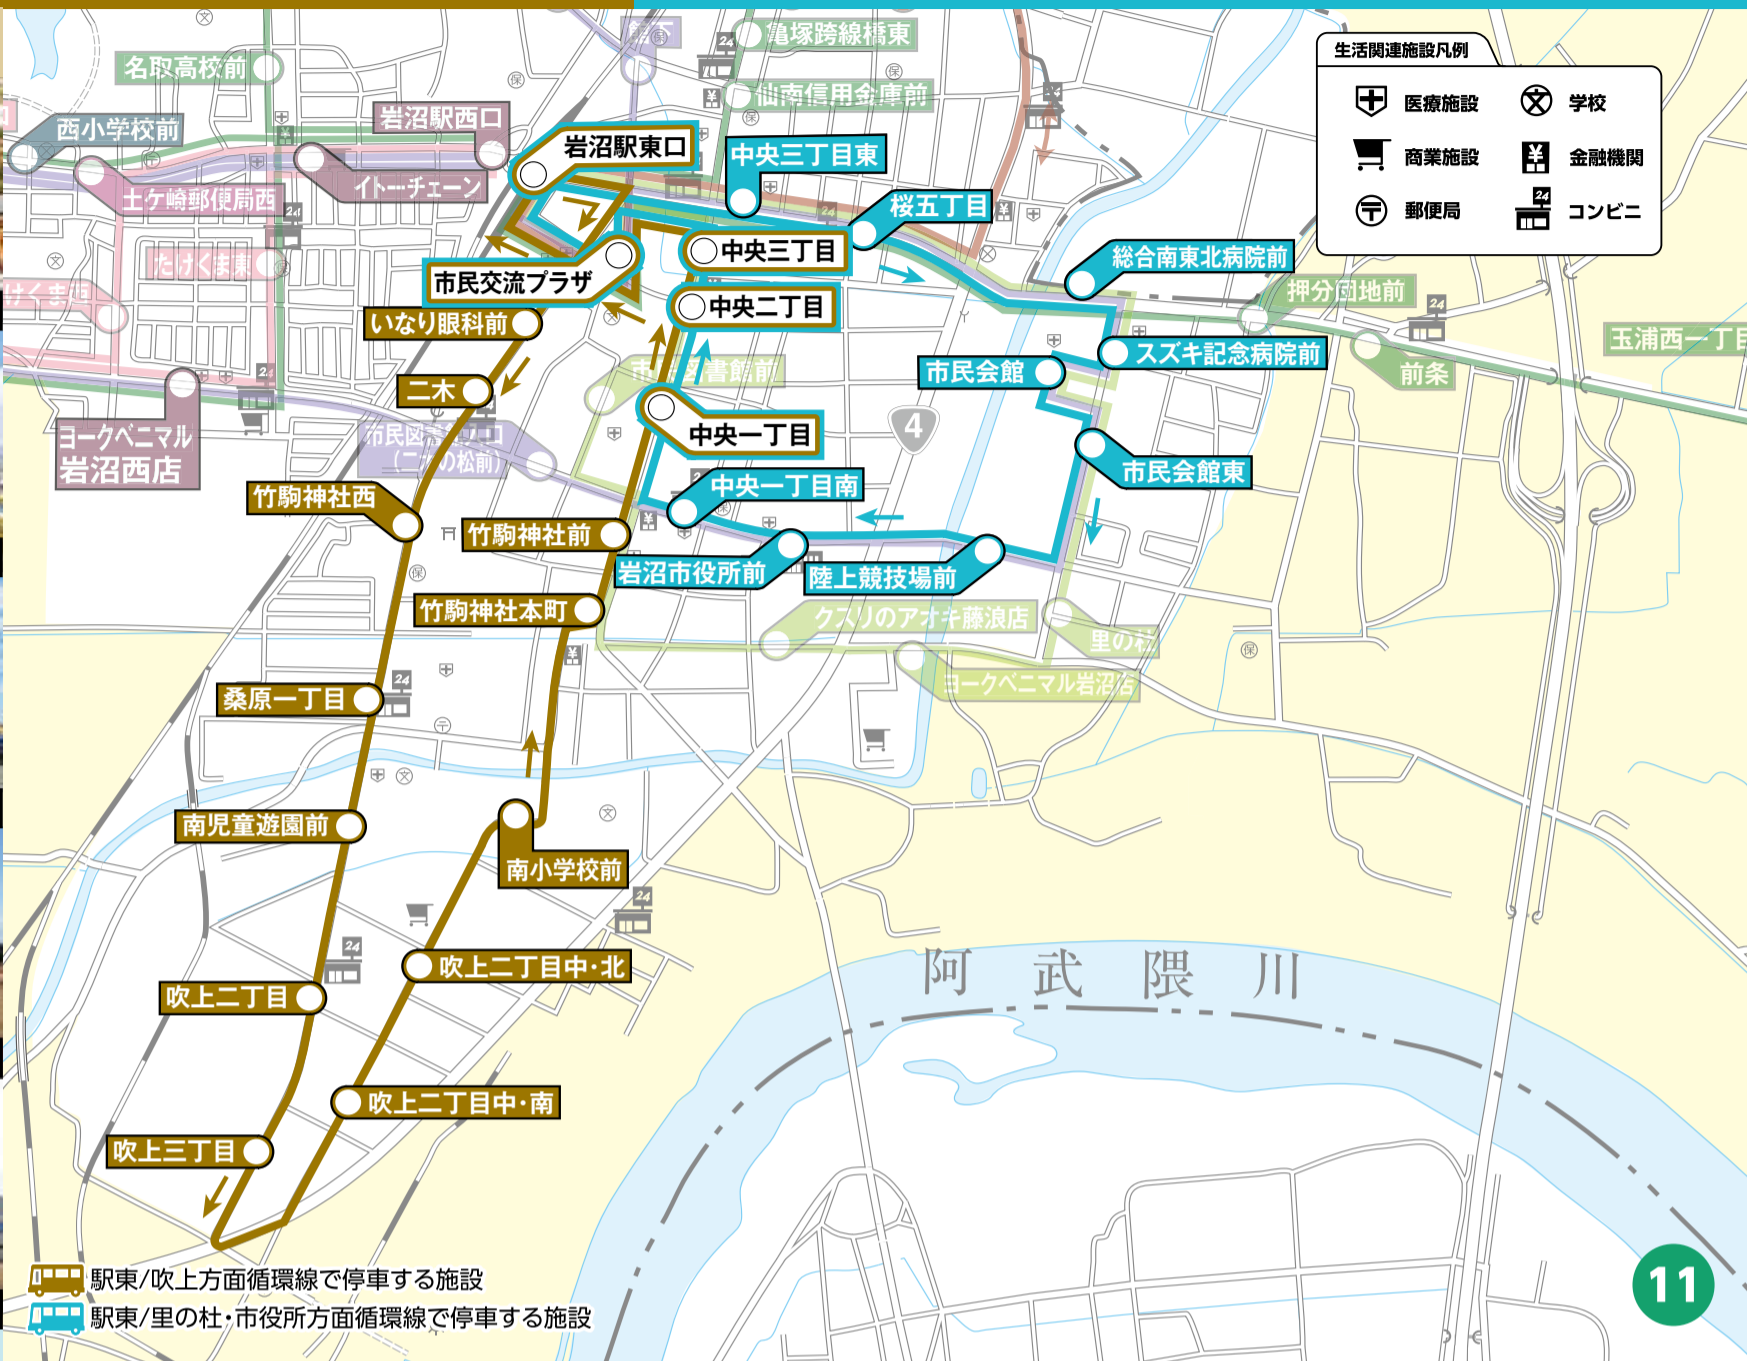 館下
亀塚跨線橋東
名取高校前
仙南信用金庫前
西小学校前
岩沼駅西口
イトーチェーン
土ケ崎郵便局西
たけくま東
ヨークベニマル
岩沼西店
生活関連施設凡例
医療施設
学校
商業施設
金融機関
郵便局
コンビニ
岩沼駅東口
中央三丁目東
桜五丁目
総合南東北病院前
押分団地前
玉浦西一丁目
前条
中央三丁目
市民交流プラザ
中央二丁目
いなり眼科前
スズキ記念病院前
市民会館
二木
中央一丁目
(二木の松前)
4
市民会館東
中央一丁目南
竹駒神社西
竹駒神社前
岩沼市役所前
陸上競技場前
竹駒神社本町
クスリのアオキ藤浪店
里の杜
ヨークベニマル岩沼店
桑原一丁目
南児童遊園前
南小学校前
吹上二丁目中・北
吹上二丁目
阿武隈川
吹上二丁目中・南
吹上三丁目
駅東/吹上方面循環線で停車する施設
駅東/里の杜・市役所方面循環線で停車する施設
11